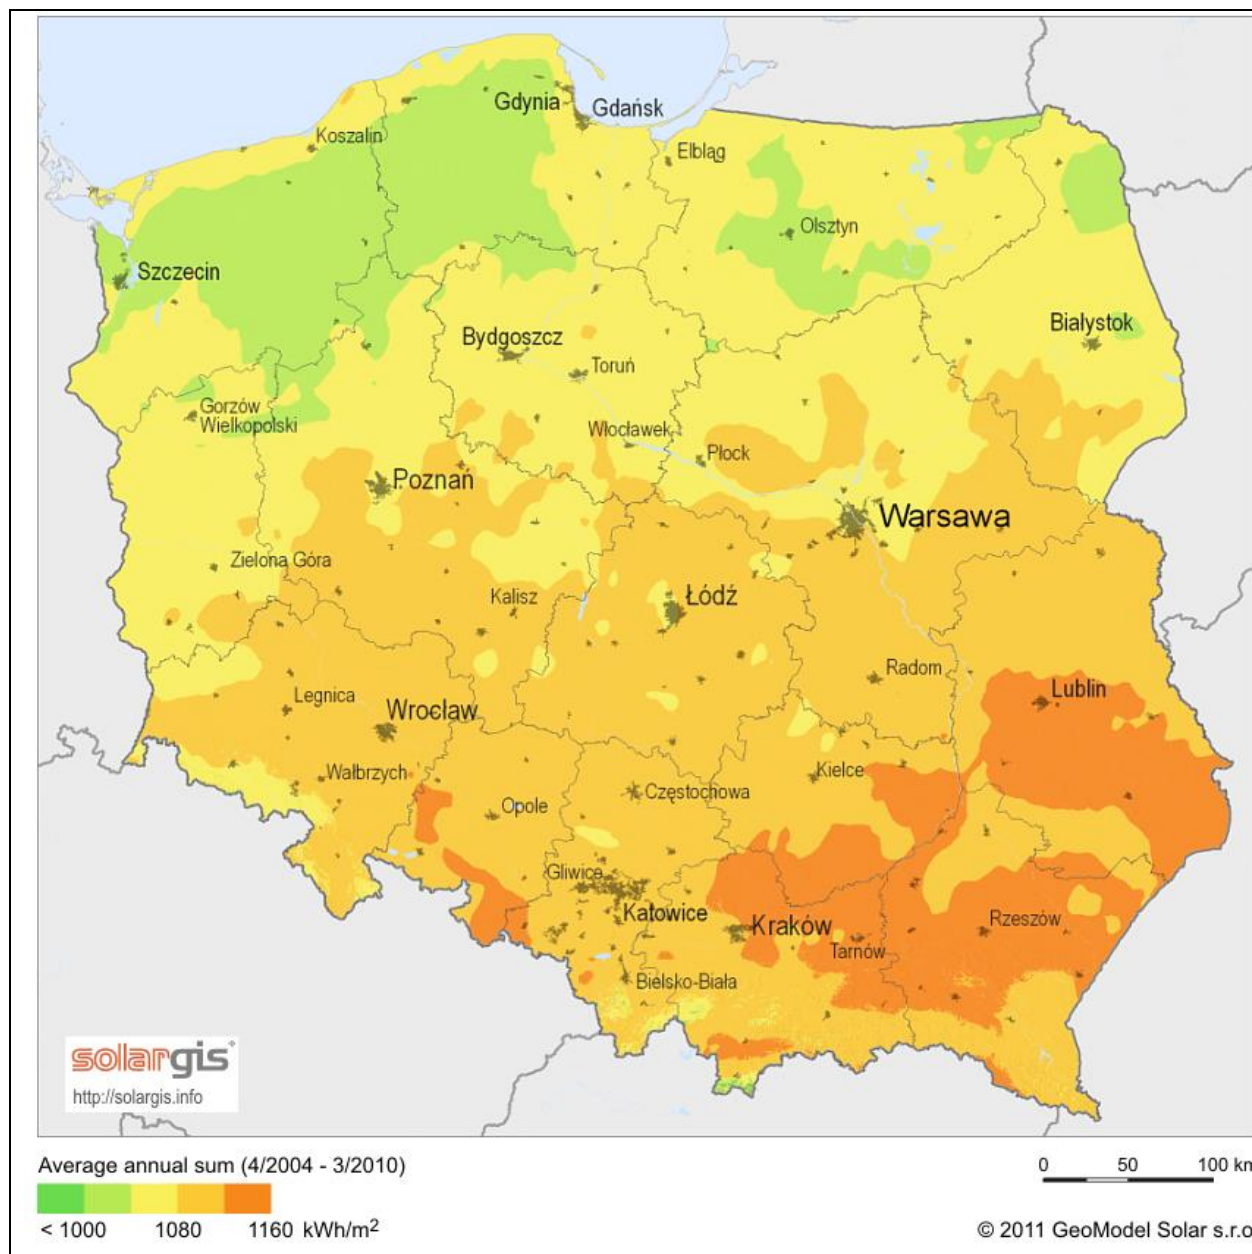 Gdynia
Gdańsk
Koszalin
Elbląg
Olsztyn
Szczecin
Bydgoszcz
Białystok
Toruń
Gorzów
Wielkopolski
Włocławek
Płock
Poznań
Warsawa
Zielona Góra
Kalisz
Łódź
Radom
Legnica
Lublin
Wrocław
Wałbrzych
Kielce
Opole
Częstochowa
Gliwice
Katowice
Kraków
Rzeszów
Tarnów
Bielsko-Biała
solargis
http://solargis.info
Average annual sum (4/2004 - 3/2010)
0 50 100 km
< 1000 1080 1160 kWh/m²
© 2011 GeoModel Solar s.r.o